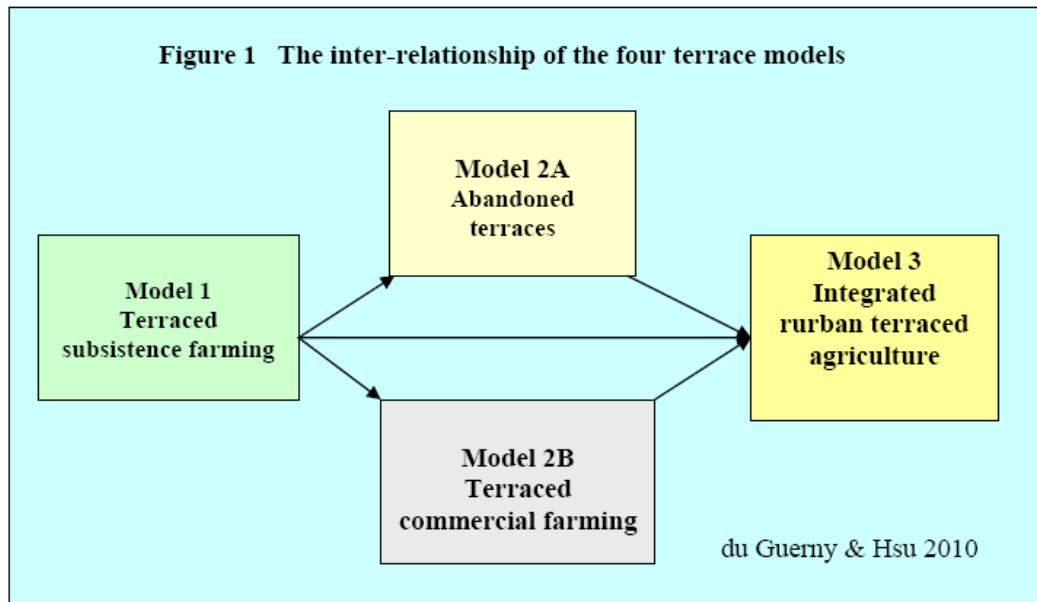 Figure 1 The inter-relationship of the four terrace models
Model 2A
Abandoned
terraces
Model 1
Terraced
subsistence farming
Model 3
Integrated
rurban terraced
agriculture
Model 2B
Terraced
commercial farming
du Guerny & Hsu 2010